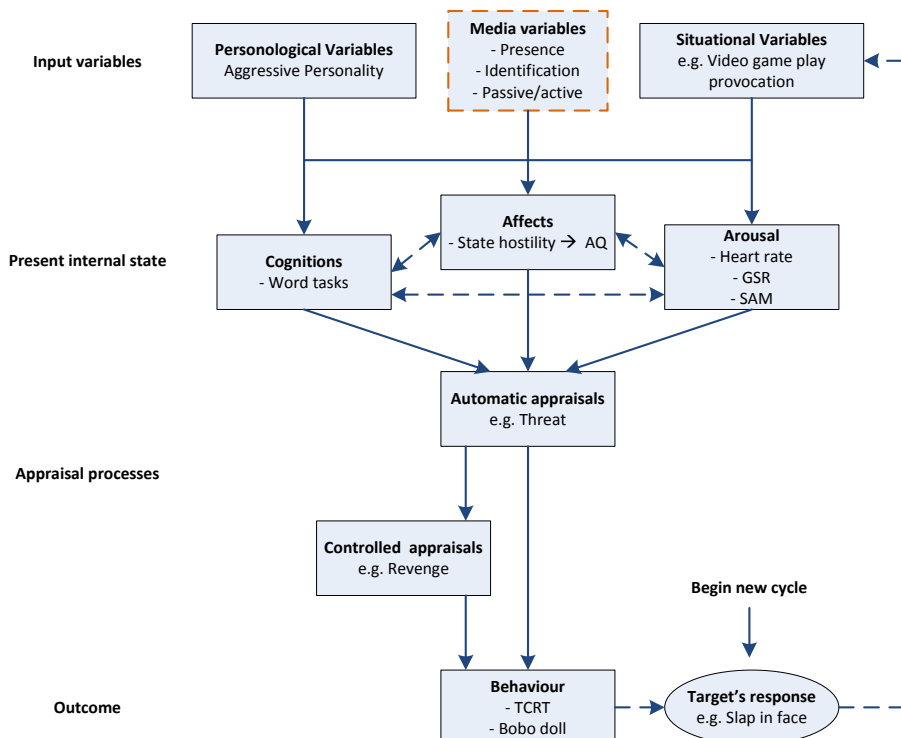 Input variables
Personological Variables
Aggressive Personality
Media variables
- Presence
- Identification
- Passive/active
Situational Variables
e.g. Video game play
provocation
Present internal state
Cognitions
- Word tasks
Affects
- State hostility → AQ
Arousal
- Heart rate
- GSR
- SAM
Automatic appraisals
e.g. Threat
Appraisal processes
Controlled appraisals
e.g. Revenge
Begin new cycle
Outcome
Behaviour
- TCRT
- Bobo doll
Target's response
e.g. Slap in face